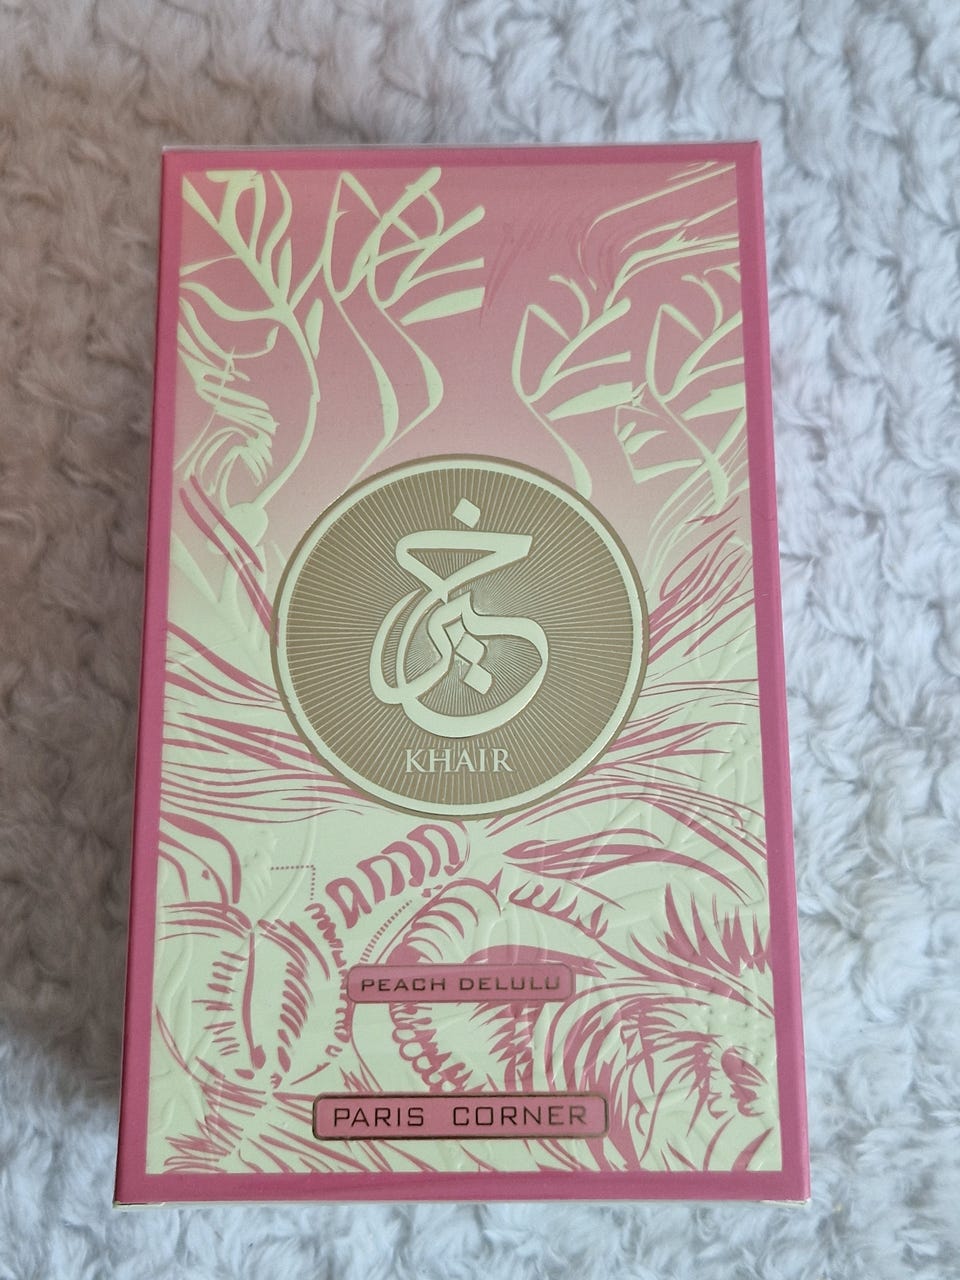 خير
KHAIR
PEACH DELULU
PARIS CORNER